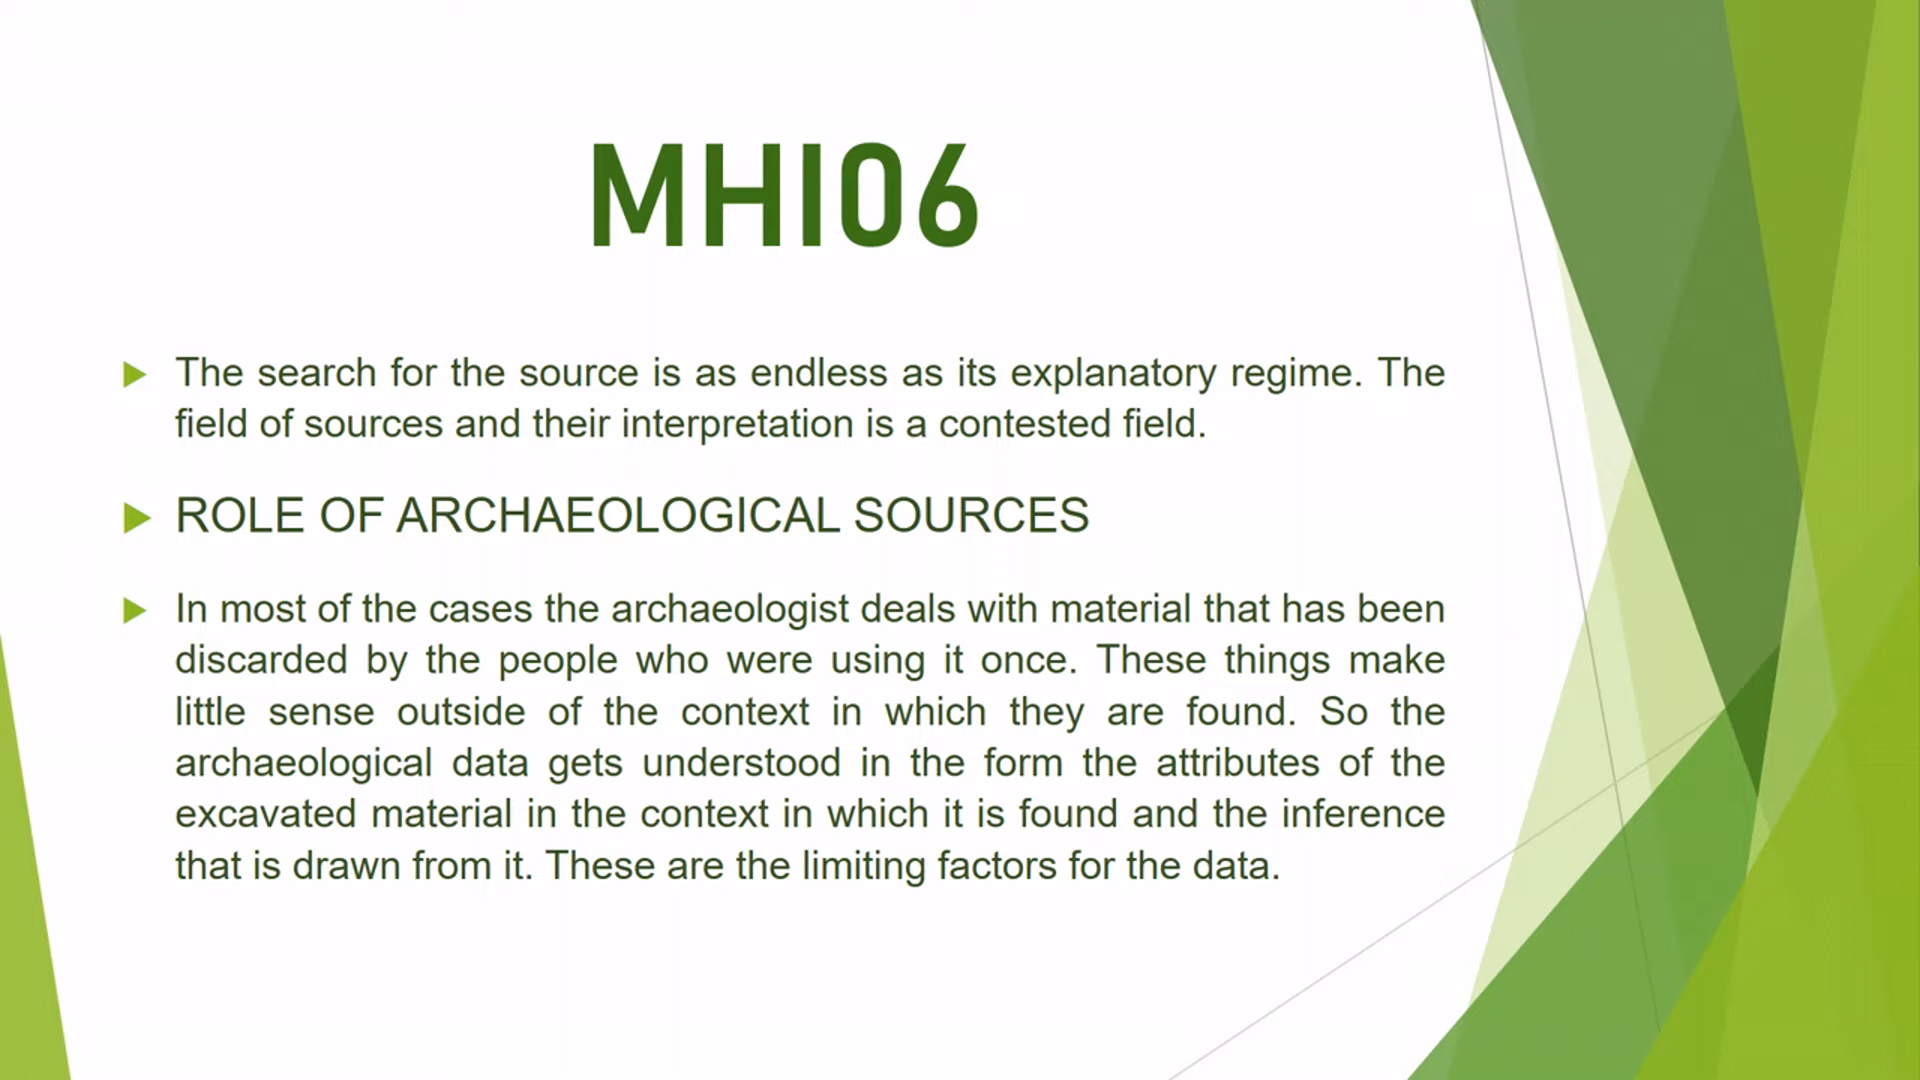 MHI06
The search for the source is as endless as its explanatory regime. The
field of sources and their interpretation is a contested field.
ROLE OF ARCHAEOLOGICAL SOURCES
In most of the cases the archaeologist deals with material that has been
discarded by the people who were using it once. These things make
little sense outside of the context in which they are found. So the
archaeological data gets understood in the form the attributes of the
excavated material in the context in which it is found and the inference
that is drawn from it. These are the limiting factors for the data.